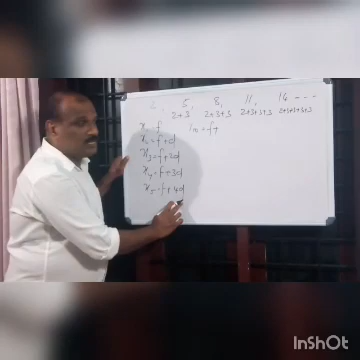 2, 5, 8, 11, 14 ---
2+3 2+3+3 2+3+3+3 2+3+3+3+3
x₁ = f xₙ = f+
x₂ = f+d
x₃ = f+2d
x₄ = f+3d
x₅ = f+4d
InShOt